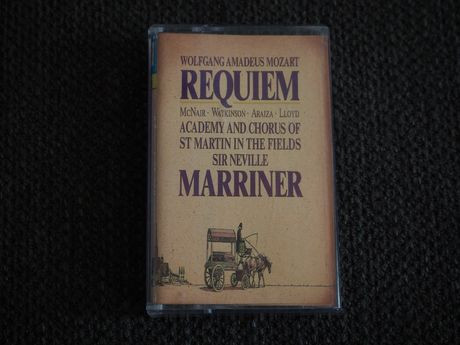 WOLFGANG AMADEUS MOZART
REQUIEM
MCNAIR · WATKINSON · ARAIZA · LLOYD
ACADEMY AND CHORUS OF
ST MARTIN IN THE FIELDS
SIR NEVILLE
MARRINER